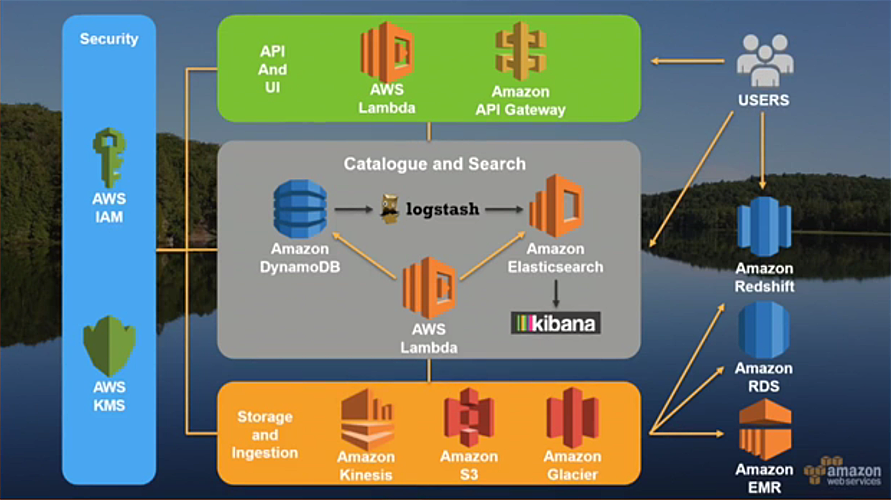 Security
AWS
IAM
AWS
KMS
API
And
UI
AWS
Lambda
Amazon
API Gateway
USERS
Catalogue and Search
Amazon
DynamoDB
logstash
Amazon
Elasticsearch
kibana
AWS
Lambda
Storage
and
Ingestion
Amazon
Kinesis
Amazon
S3
Amazon
Glacier
Amazon
Redshift
Amazon
RDS
Amazon
EMR
amazon
webservices